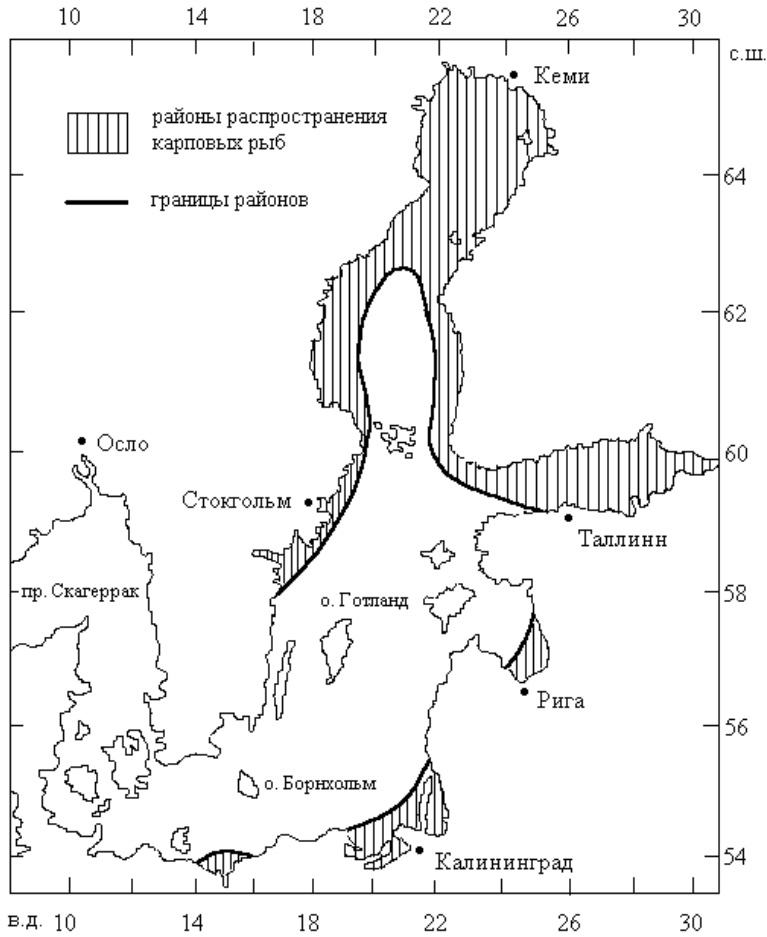 10 14 18 22 26 30
с.ш.
Кеми
районы распространения
карповых рыб
64
границы районов
62
Осло
60
Стокгольм
Таллинн
пр. Скагеррак
о. Готланд
58
Рига
56
о. Борнхольм
Калининград
54
в.д. 10 14 18 22 26 30